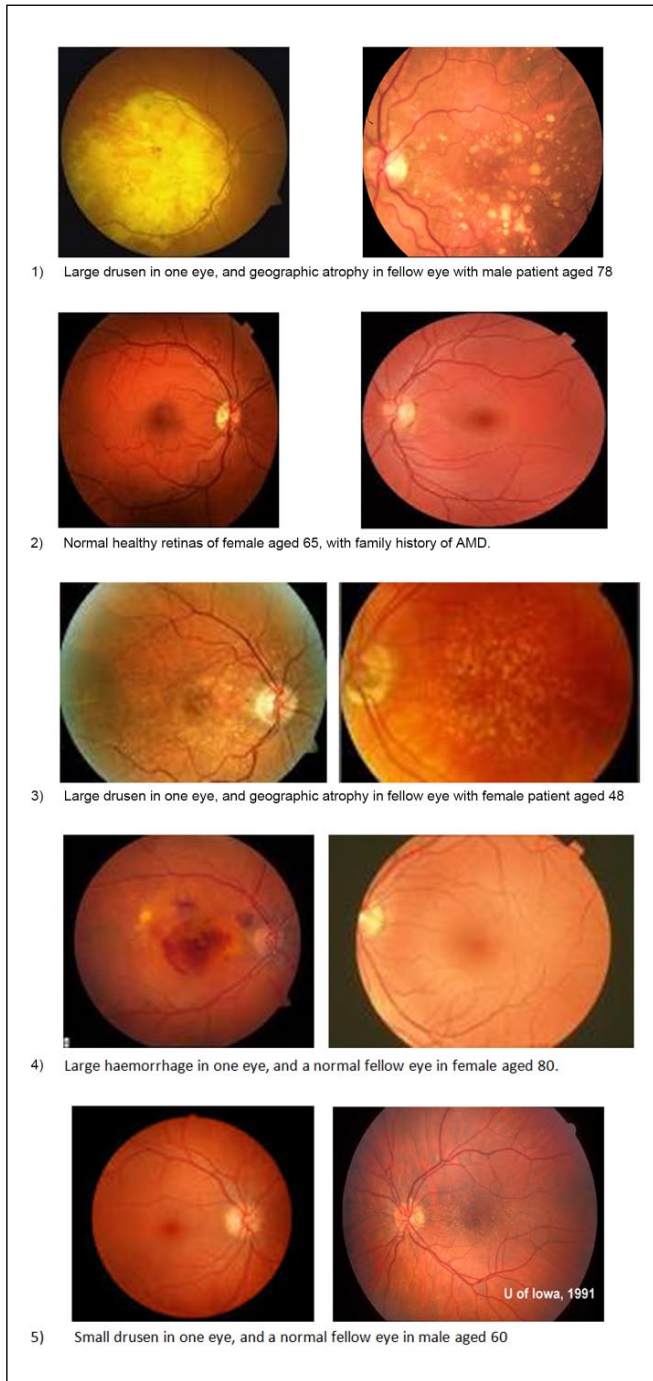 1) Large drusen in one eye, and geographic atrophy in fellow eye with male patient aged 78
2) Normal healthy retinas of female aged 65, with family history of AMD.
3) Large drusen in one eye, and geographic atrophy in fellow eye with female patient aged 48
4) Large haemorrhage in one eye, and a normal fellow eye in female aged 80.
U of Iowa, 1991
5) Small drusen in one eye, and a normal fellow eye in male aged 60